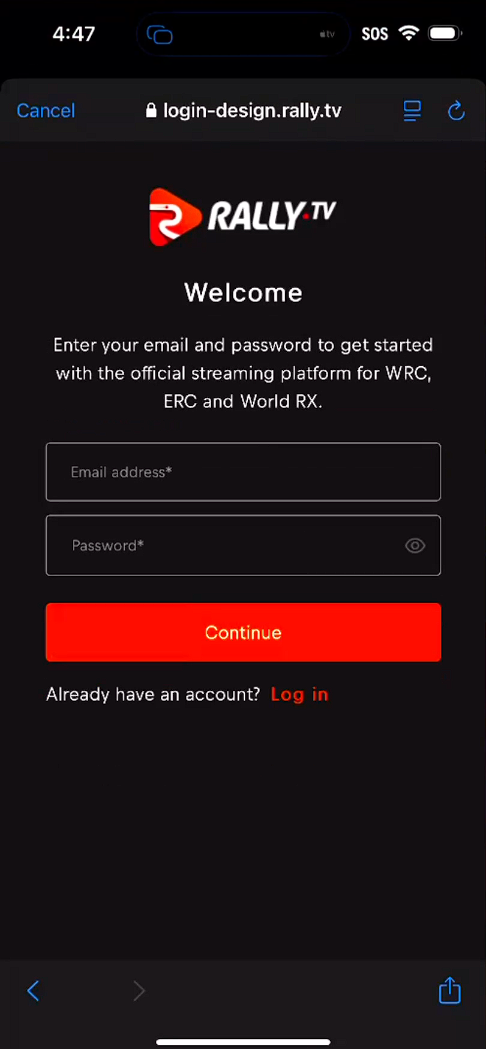 4:47
tv
SOS
Cancel
login-design.rally.tv
RALLY.TV
Welcome
Enter your email and password to get started
with the official streaming platform for WRC,
ERC and World RX.
Email address*
Password*
Continue
Already have an account? Log in